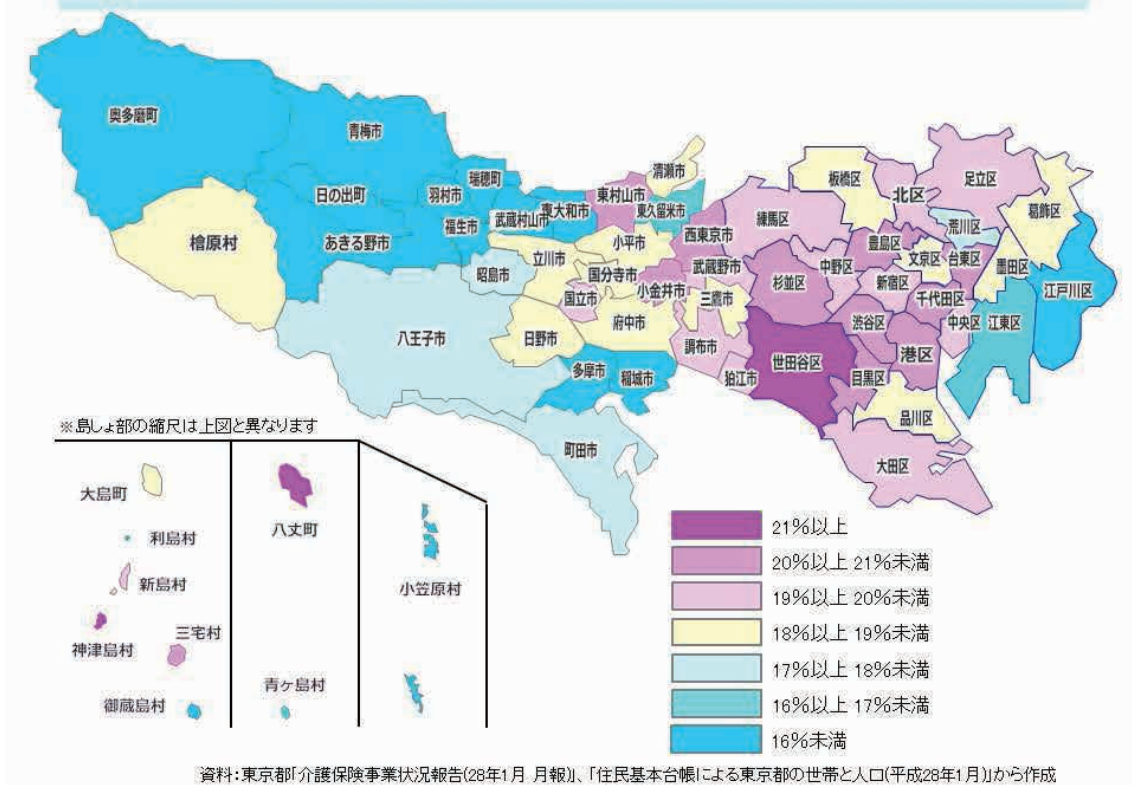 奥多磨町
青梅市
瑞穂町
日の出町
羽村市
武蔵村山市
東大和市
福生市
あきる野市
檜原村
昭島市
八王子市
清瀬市
東村山市
東久留米市
西東京市
小平市
立川市
国分寺市
国立市
小金井市
武蔵野市
三鷹市
府中市
日野市
調布市
狛江市
多摩市
稲城市
町田市
板橋区
北区
足立区
練馬区
荒川区
葛飾区
豊島区
文京区
台東区
墨田区
中野区
杉並区
新宿区
千代田区
江戸川区
渋谷区
中央区
江東区
世田谷区
目黒区
港区
品川区
大田区
※島しょ部の縮尺は上図と異なります
大島町
利島村
新島村
神津島村
三宅村
御蔵島村
八丈町
青ヶ島村
小笠原村
21%以上
20%以上 21%未満
19%以上 20%未満
18%以上 19%未満
17%以上 18%未満
16%以上 17%未満
16%未満
資料:東京都「介護保険事業状況報告(28年1月 月報)」、「住民基本台帳による東京都の世帯と人口(平成28年1月)」から作成